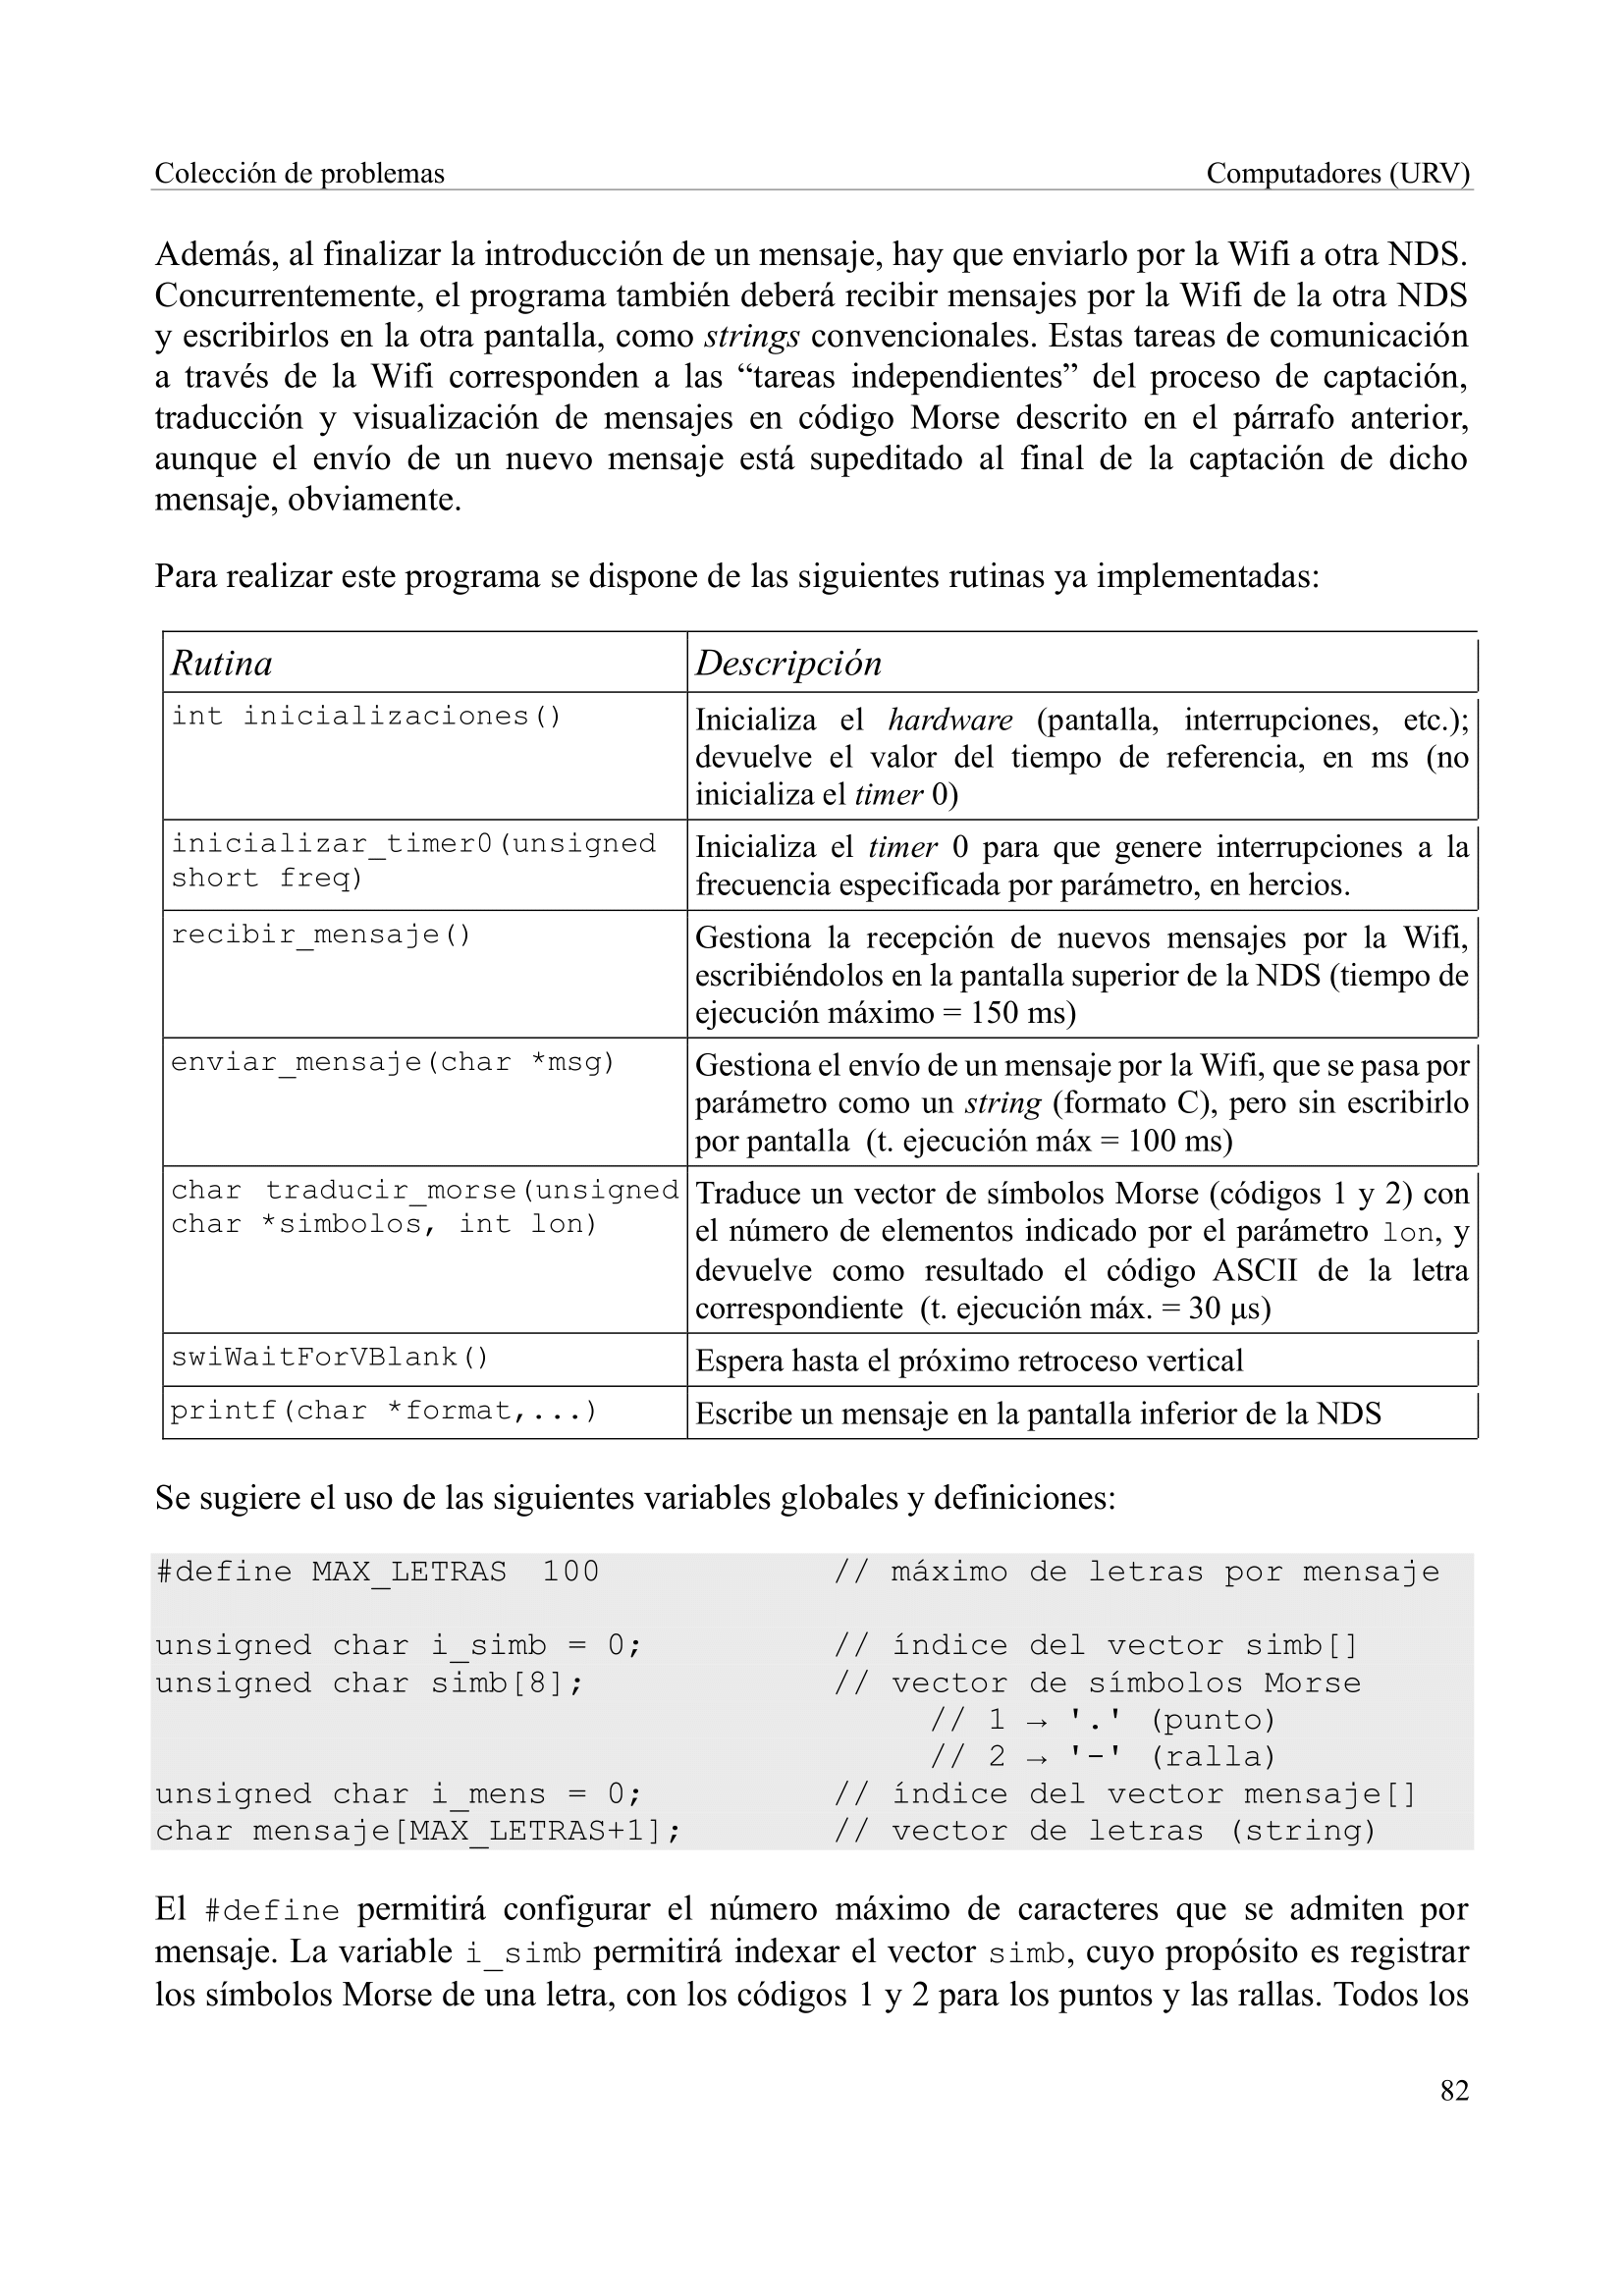 Colección de problemas Computadores (URV)
Además, al finalizar la introducción de un mensaje, hay que enviarlo por la Wifi a otra NDS.
Concurrentemente, el programa también deberá recibir mensajes por la Wifi de la otra NDS
y escribirlos en la otra pantalla, como strings convencionales. Estas tareas de comunicación
a través de la Wifi corresponden a las “tareas independientes” del proceso de captación,
traducción y visualización de mensajes en código Morse descrito en el párrafo anterior,
aunque el envío de un nuevo mensaje está supeditado al final de la captación de dicho
mensaje, obviamente.
Para realizar este programa se dispone de las siguientes rutinas ya implementadas:
Rutina Descripción
int inicializaciones()
Inicializa el hardware (pantalla, interrupciones, etc.);
devuelve el valor del tiempo de referencia, en ms (no
inicializa el timer 0)
inicializar_timer0(unsigned
short freq)
Inicializa el timer 0 para que genere interrupciones a la
frecuencia especificada por parámetro, en hercios.
recibir_mensaje()
Gestiona la recepción de nuevos mensajes por la Wifi,
escribiéndolos en la pantalla superior de la NDS (tiempo de
ejecución máximo = 150 ms)
enviar_mensaje(char *msg)
Gestiona el envío de un mensaje por la Wifi, que se pasa por
parámetro como un string (formato C), pero sin escribirlo
por pantalla (t. ejecución máx = 100 ms)
char traducir_morse(unsigned
char *simbolos, int lon)
Traduce un vector de símbolos Morse (códigos 1 y 2) con
el número de elementos indicado por el parámetro lon, y
devuelve como resultado el código ASCII de la letra
correspondiente (t. ejecución máx. = 30 µs)
swiWaitForVBlank()
Espera hasta el próximo retroceso vertical
printf(char *format,...)
Escribe un mensaje en la pantalla inferior de la NDS
Se sugiere el uso de las siguientes variables globales y definiciones:
#define MAX_LETRAS 100 // máximo de letras por mensaje
unsigned char i_simb = 0; // índice del vector simb[]
unsigned char simb[8]; // vector de símbolos Morse
// 1 → '.' (punto)
// 2 → '-' (ralla)
unsigned char i_mens = 0; // índice del vector mensaje[]
char mensaje[MAX_LETRAS+1]; // vector de letras (string)
El #define permitirá configurar el número máximo de caracteres que se admiten por
mensaje. La variable i_simb permitirá indexar el vector simb, cuyo propósito es registrar
los símbolos Morse de una letra, con los códigos 1 y 2 para los puntos y las rallas. Todos los
82